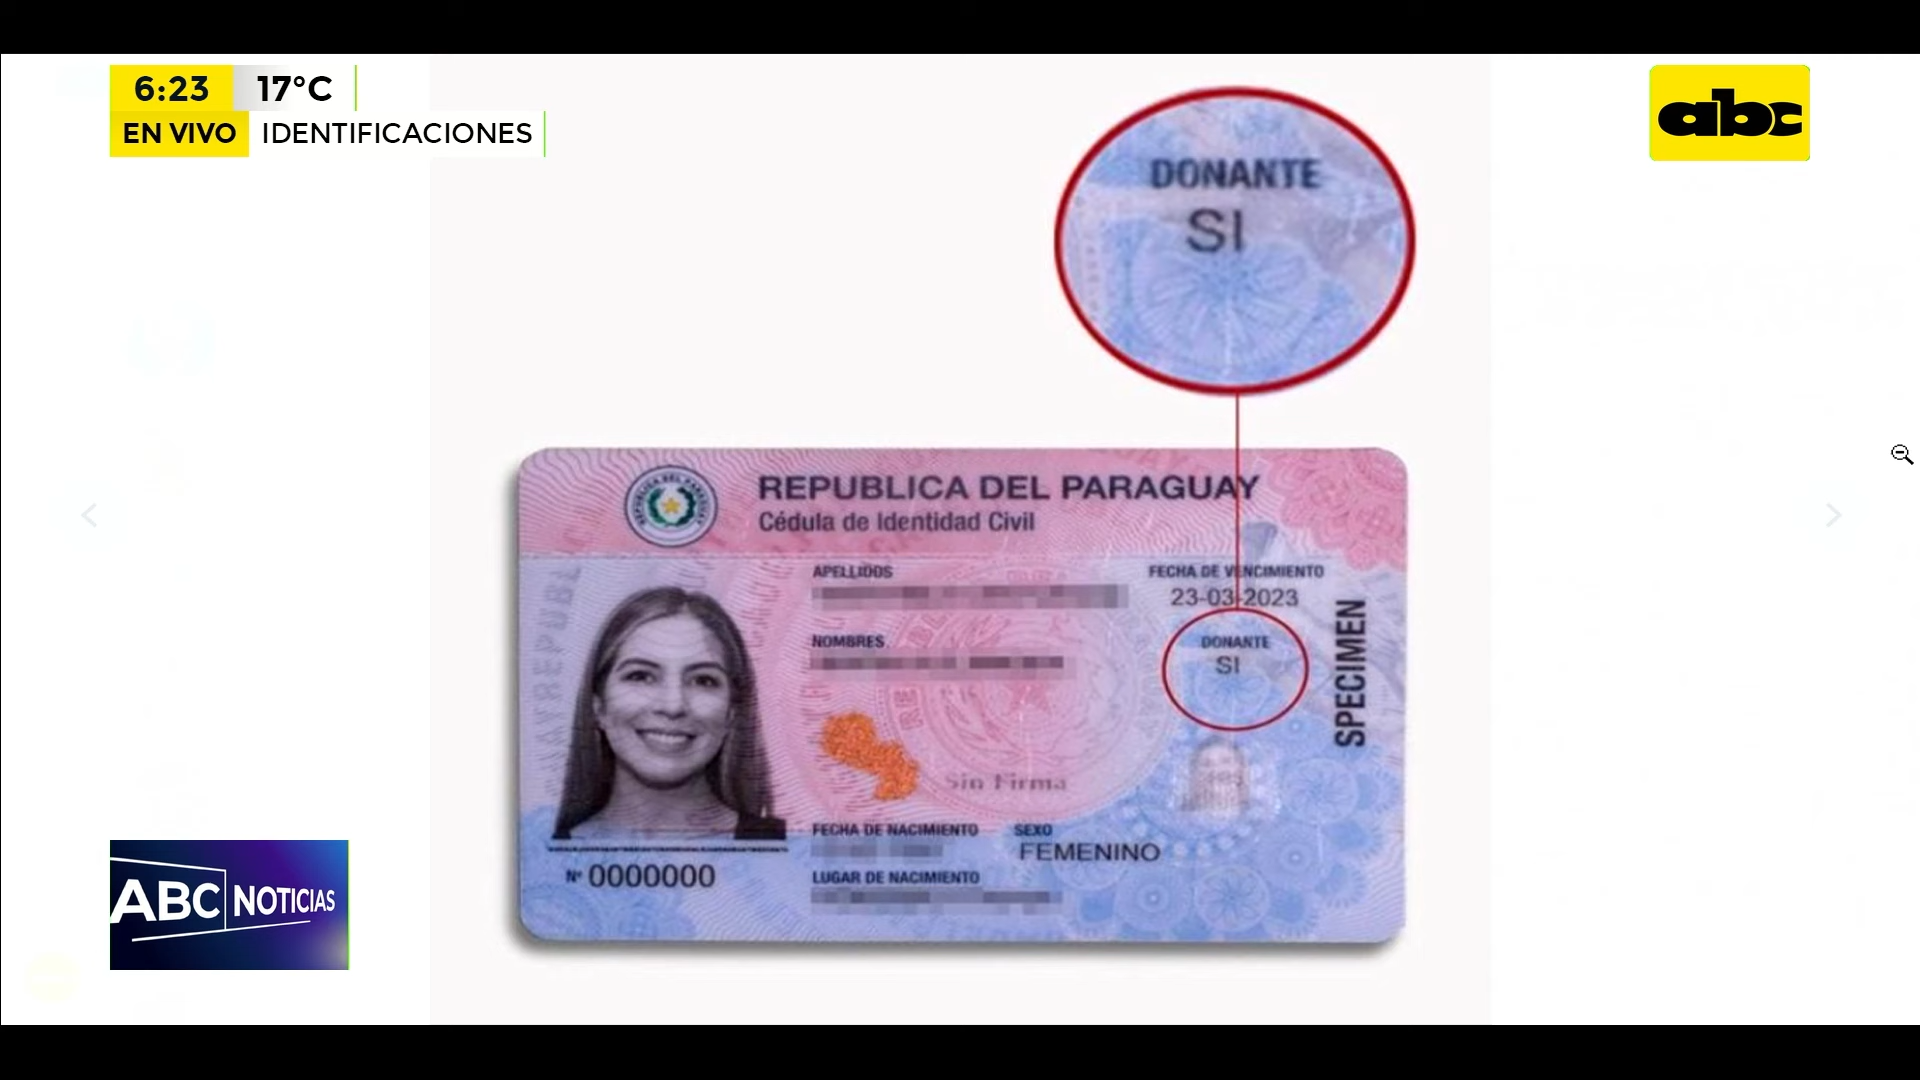 6:23 17°C
EN VIVO IDENTIFICACIONES
abc
DONANTE
SI
REPUBLICA DEL PARAGUAY
Cédula de Identidad Civil
APELLIDOS
FECHA DE VENCIMIENTO
23-03-2023
NOMBRES
DONANTE
SI
SPECIMEN
Sin Firma
FECHA DE NACIMIENTO
SEXO
FEMENINO
Nº 0000000
LUGAR DE NACIMIENTO
ABC NOTICIAS